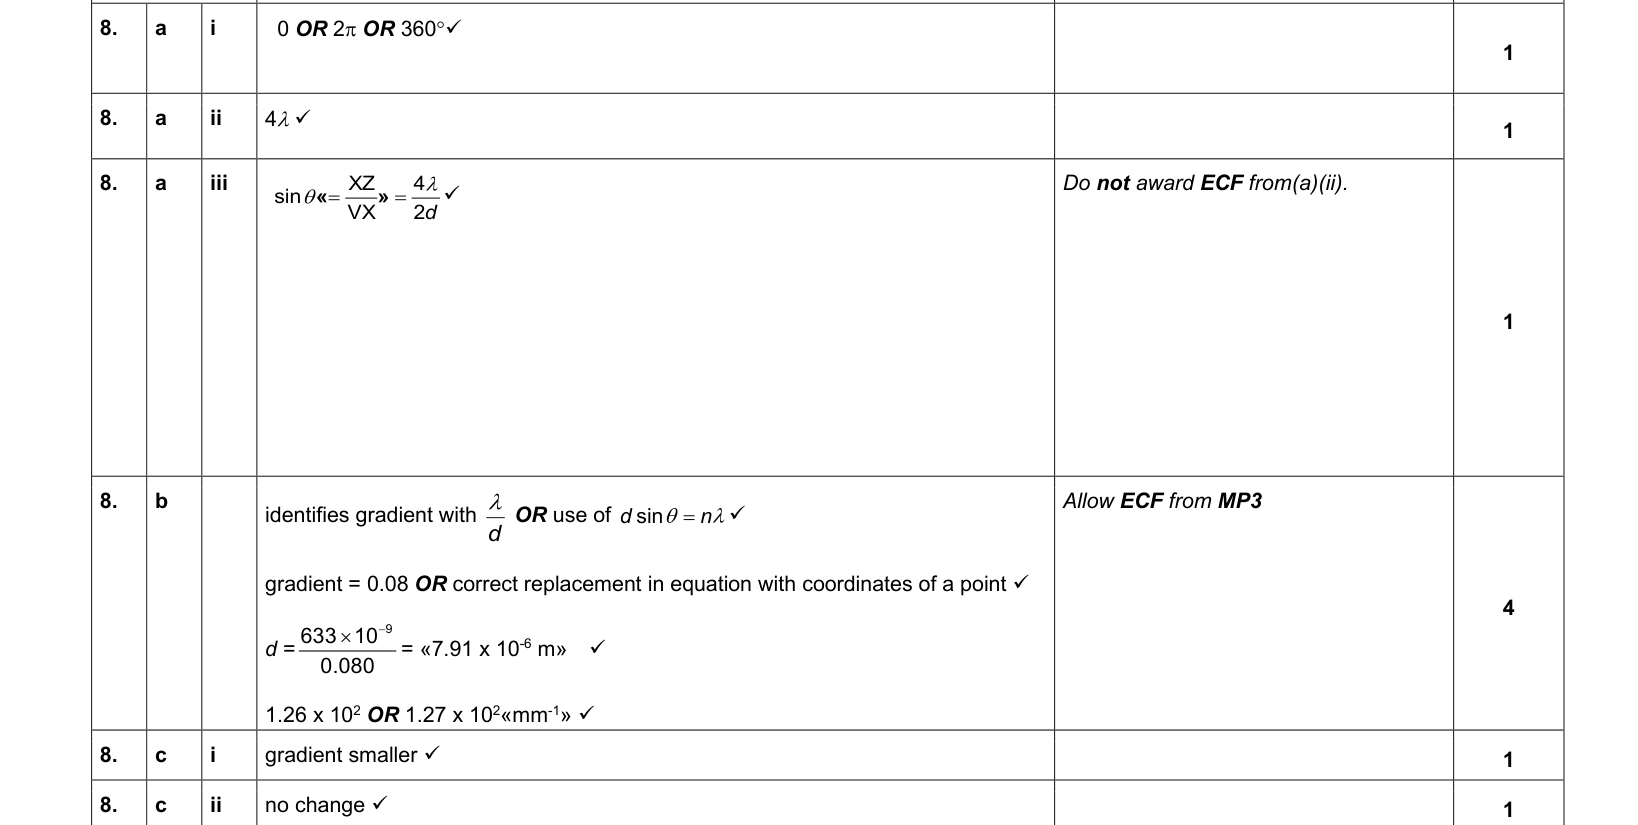 8. a i 0 OR 2π OR 360°✓ 1
8. a ii 4λ ✓ 1
8. a iii sin θ«= XZ/VX » = 4λ/2d ✓ Do not award ECF from(a)(ii). 1
8. b identifies gradient with λ/d OR use of d sin θ = nλ ✓ Allow ECF from MP3
gradient = 0.08 OR correct replacement in equation with coordinates of a point ✓
4
d = 633×10⁻⁹/0.080 = «7.91 x 10⁻⁶ m» ✓
1.26 x 10² OR 1.27 x 10²«mm⁻¹» ✓
8. c i gradient smaller ✓ 1
8. c ii no change ✓ 1